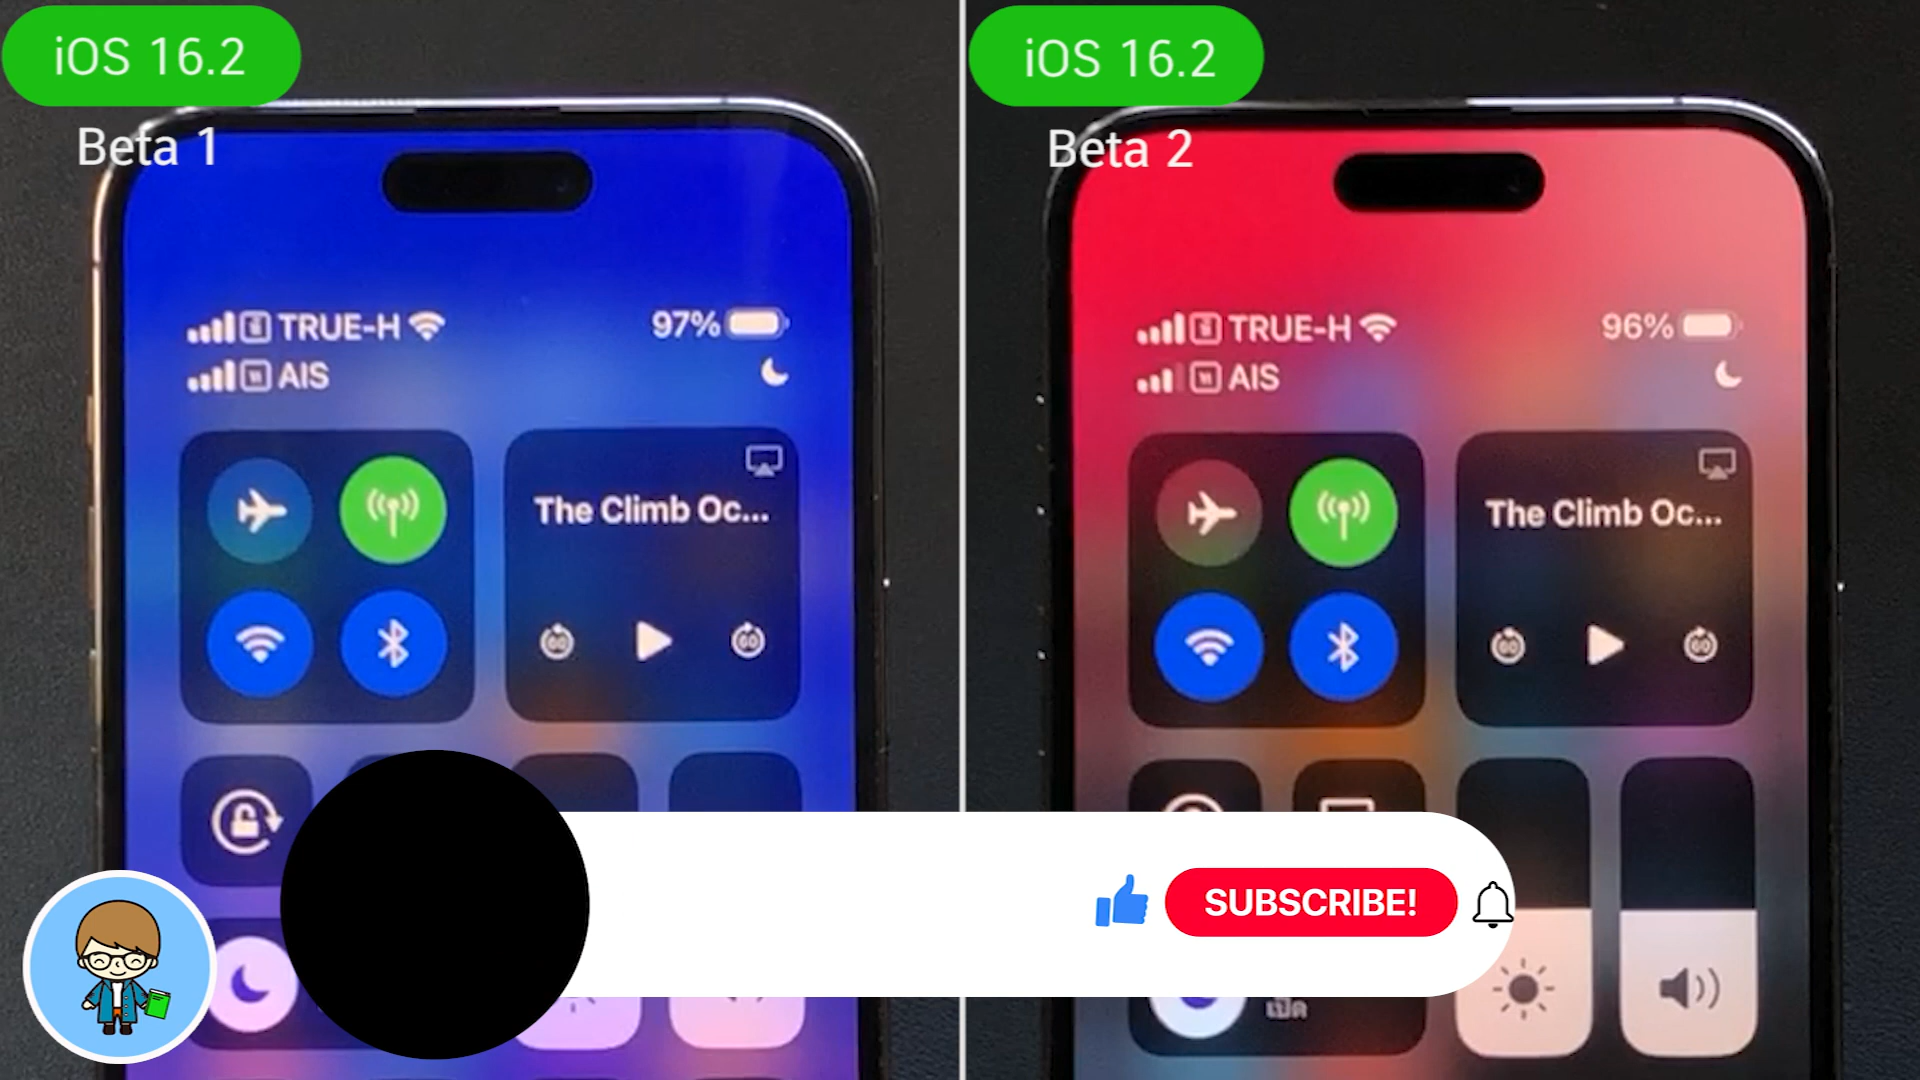 iOS 16.2
Beta 1
TRUE-H
97%
AIS
The Climb Oc...
iOS 16.2
Beta 2
TRUE-H
96%
AIS
The Climb Oc...
SUBSCRIBE!
เปิด